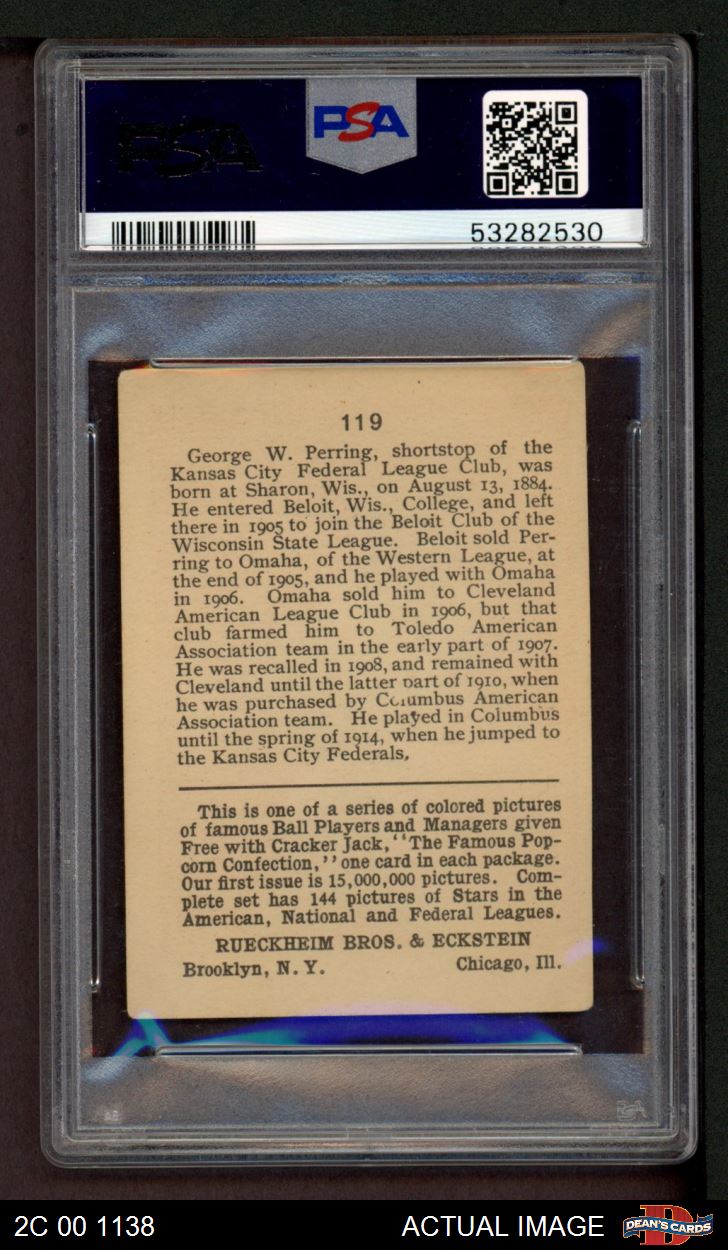 PSA
PSA
53282530
119
George W. Perring, shortstop of the
Kansas City Federal League Club, was
born at Sharon, Wis., on August 13, 1884.
He entered Beloit, Wis., College, and left
there in 1905 to join the Beloit Club of the
Wisconsin State League. Beloit sold Per-
ring to Omaha, of the Western League, at
the end of 1905, and he played with Omaha
in 1906. Omaha sold him to Cleveland
American League Club in 1906, but that
club farmed him to Toledo American
Association team in the early part of 1907.
He was recalled in 1908, and remained with
Cleveland until the latter part of 1910, when
he was purchased by Columbus American
Association team. He played in Columbus
until the spring of 1914, when he jumped to
the Kansas City Federals,
This is one of a series of colored pictures
of famous Ball Players and Managers given
Free with Cracker Jack, "The Famous Pop-
corn Confection," one card in each package.
Our first issue is 15,000,000 pictures. Com-
plete set has 144 pictures of Stars in the
American, National and Federal Leagues.
RUECKHEIM BROS. & ECKSTEIN
Brooklyn, N. Y. Chicago, Ill.
2C 00 1138 ACTUAL IMAGE DEAN'S CARDS